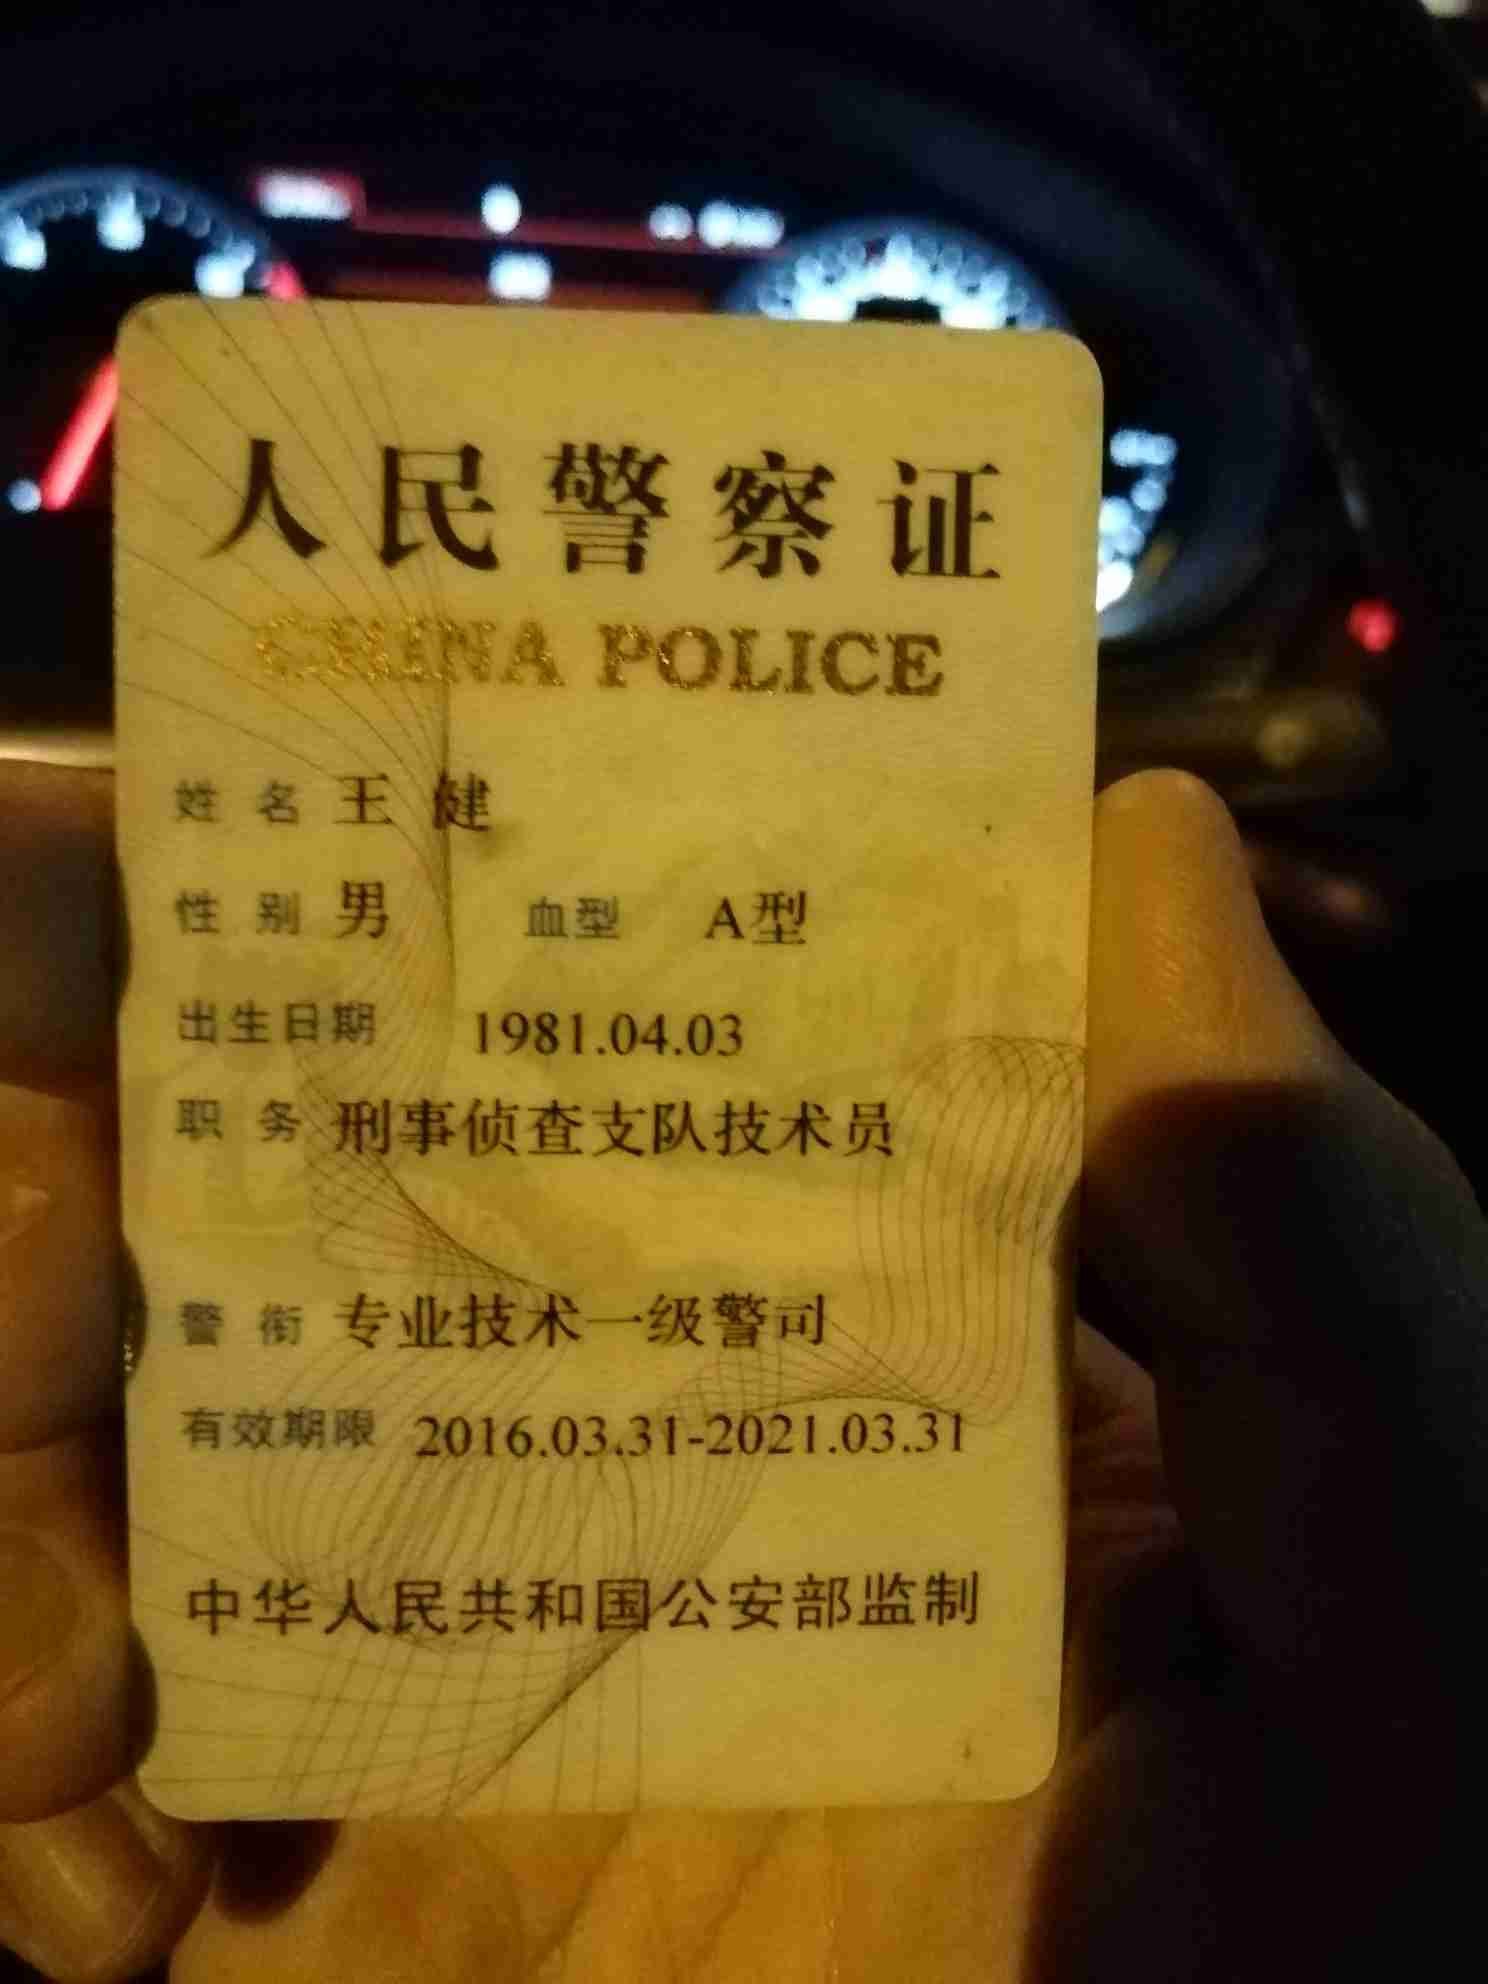 人民警察证
CHINA POLICE
姓名 王健
性别 男 血型 A型
出生日期 1981.04.03
职务 刑事侦查支队技术员
警衔 专业技术一级警司
有效期限 2016.03.31-2021.03.31
中华人民共和国公安部监制